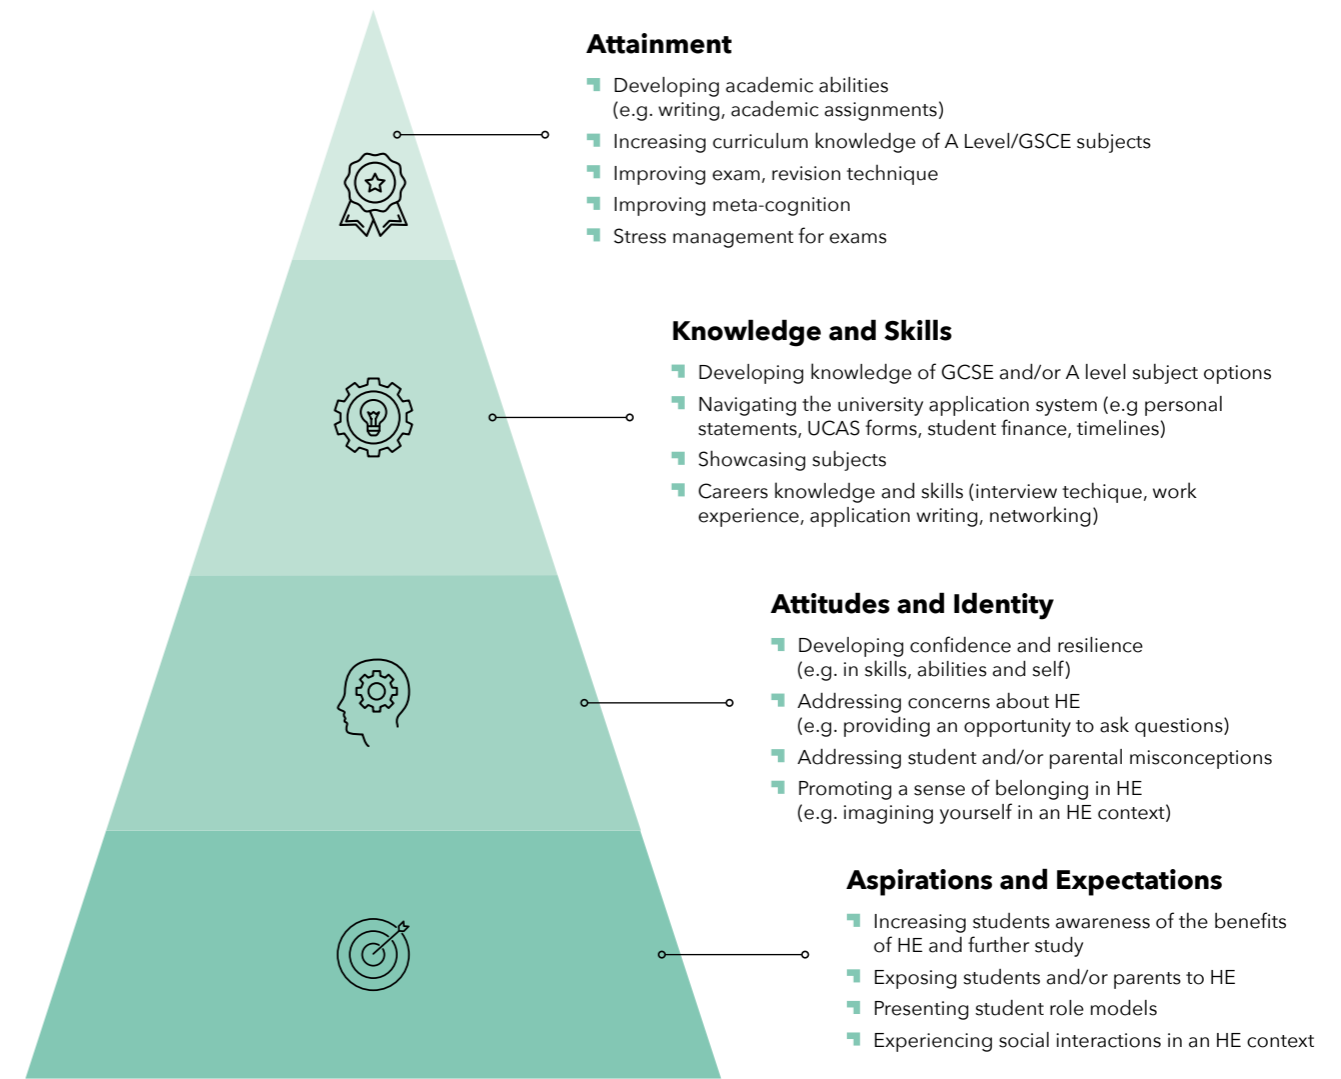 Attainment
Developing academic abilities
(e.g. writing, academic assignments)
Increasing curriculum knowledge of A Level/GSCE subjects
Improving exam, revision technique
Improving meta-cognition
Stress management for exams
Knowledge and Skills
Developing knowledge of GCSE and/or A level subject options
Navigating the university application system (e.g personal
statements, UCAS forms, student finance, timelines)
Showcasing subjects
Careers knowledge and skills (interview techique, work
experience, application writing, networking)
Attitudes and Identity
Developing confidence and resilience
(e.g. in skills, abilities and self)
Addressing concerns about HE
(e.g. providing an opportunity to ask questions)
Addressing student and/or parental misconceptions
Promoting a sense of belonging in HE
(e.g. imagining yourself in an HE context)
Aspirations and Expectations
Increasing students awareness of the benefits
of HE and further study
Exposing students and/or parents to HE
Presenting student role models
Experiencing social interactions in an HE context